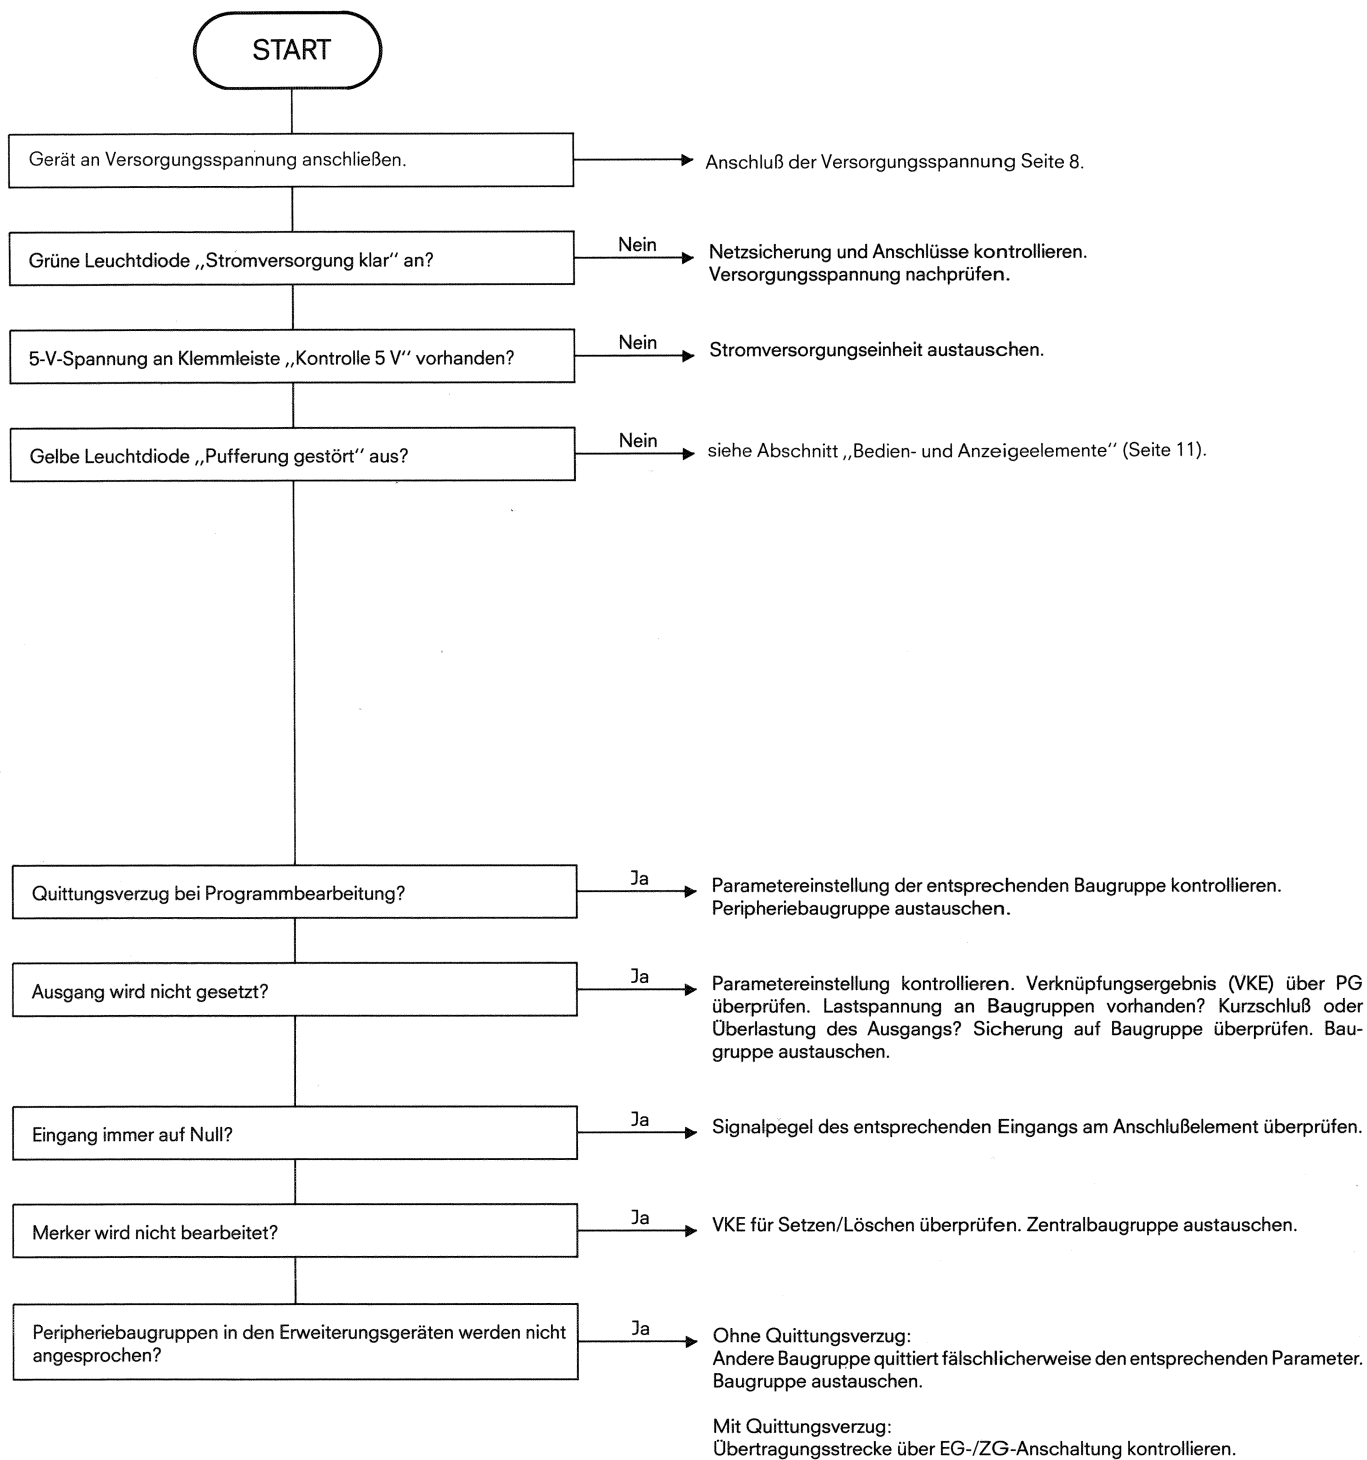 START
Gerät an Versorgungsspannung anschließen.
Anschluß der Versorgungsspannung Seite 8.
Grüne Leuchtdiode „Stromversorgung klar“ an?
Nein
Netzsicherung und Anschlüsse kontrollieren.
Versorgungsspannung nachprüfen.
5-V-Spannung an Klemmleiste „Kontrolle 5 V“ vorhanden?
Nein
Stromversorgungseinheit austauschen.
Gelbe Leuchtdiode „Pufferung gestört“ aus?
Nein
siehe Abschnitt „Bedien- und Anzeigeelemente“ (Seite 11).
Quittungsverzug bei Programmbearbeitung?
Ja
Parametereinstellung der entsprechenden Baugruppe kontrollieren.
Peripheriebaugruppe austauschen.
Ausgang wird nicht gesetzt?
Ja
Parametereinstellung kontrollieren. Verknüpfungsergebnis (VKE) über PG
überprüfen. Lastspannung an Baugruppen vorhanden? Kurzschluß oder
Überlastung des Ausgangs? Sicherung auf Baugruppe überprüfen. Bau-
gruppe austauschen.
Eingang immer auf Null?
Ja
Signalpegel des entsprechenden Eingangs am Anschlußelement überprüfen.
Merker wird nicht bearbeitet?
Ja
VKE für Setzen/Löschen überprüfen. Zentralbaugruppe austauschen.
Peripheriebaugruppen in den Erweiterungsgeräten werden nicht
angesprochen?
Ja
Ohne Quittungsverzug:
Andere Baugruppe quittiert fälschlicherweise den entsprechenden Parameter.
Baugruppe austauschen.
Mit Quittungsverzug:
Übertragungsstrecke über EG-/ZG-Anschaltung kontrollieren.